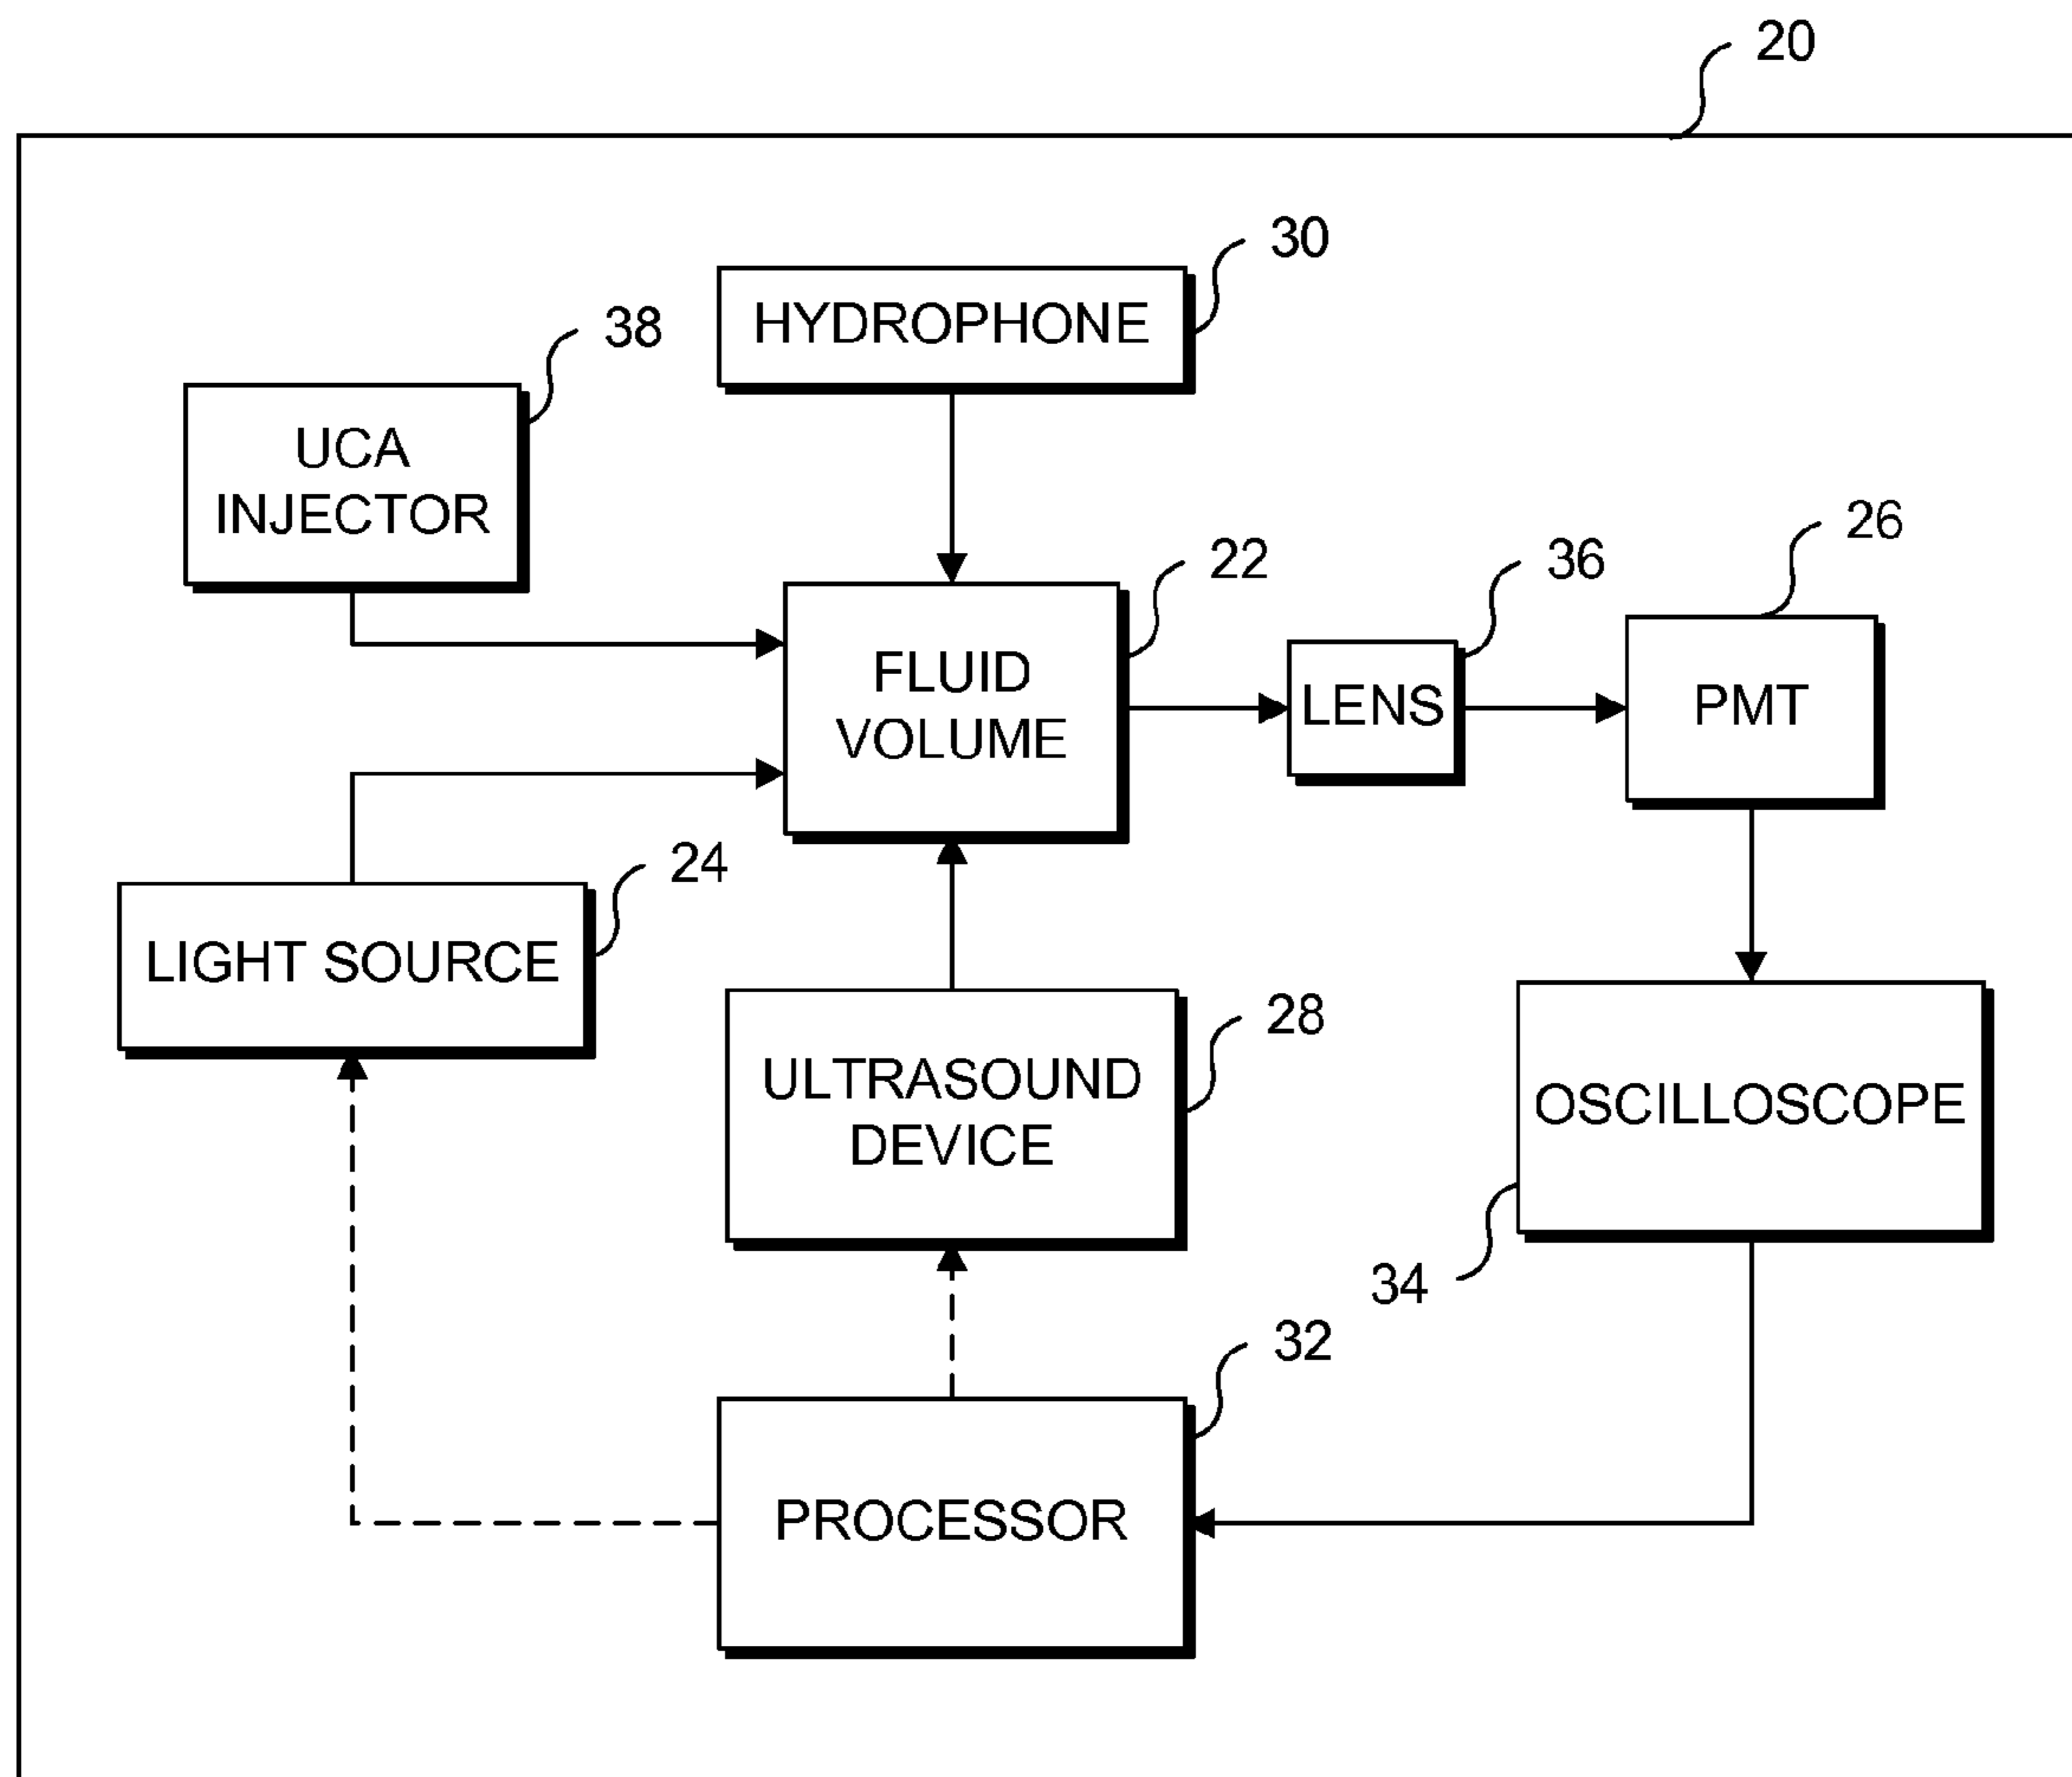 20
30
HYDROPHONE
38
UCA
INJECTOR
26
22
36
FLUID
VOLUME
LENS
PMT
24
LIGHT SOURCE
28
ULTRASOUND
DEVICE
OSCILLOSCOPE
34
32
PROCESSOR